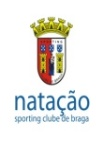 natação
sporting clube de braga